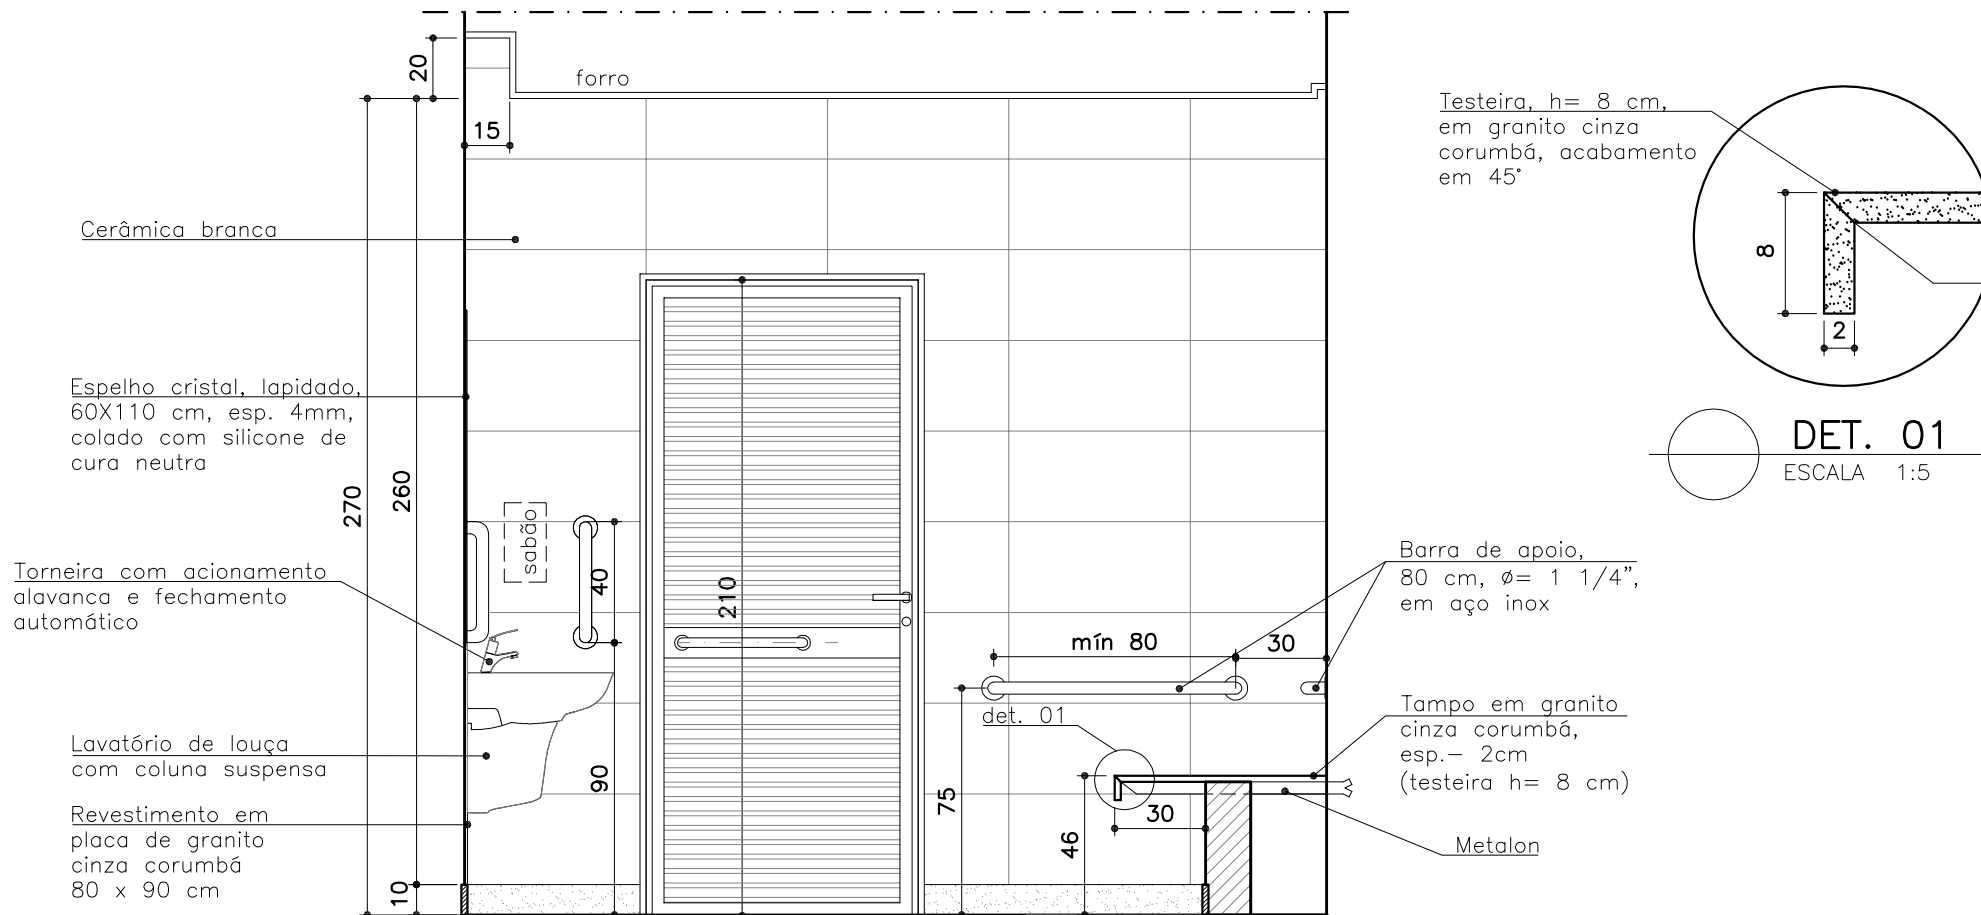 20
forro
15
Cerâmica branca
Espelho cristal, lapidado,
60X110 cm, esp. 4mm,
colado com silicone de
cura neutra
270
260
sabão
40
210
Torneira com acionamento
alavanca e fechamento
automático
Lavatório de louça
com coluna suspensa
Revestimento em
placa de granito
cinza corumbá
80 x 90 cm
10
90
mín 80
30
det. 01
75
46
30
Testeira, h= 8 cm,
em granito cinza
corumbá, acabamento
em 45°
8
2
DET. 01
ESCALA 1:5
Barra de apoio,
80 cm, ø= 1 1/4",
em aço inox
Tampo em granito
cinza corumbá,
esp.- 2cm
(testeira h= 8 cm)
Metalon